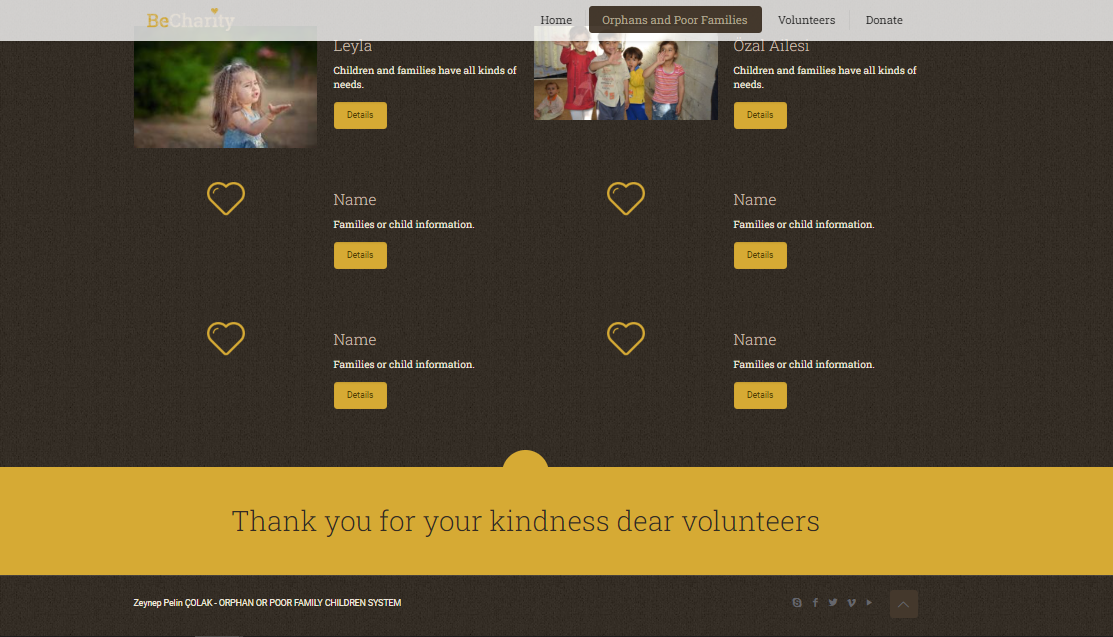 BeCharity
Home
Orphans and Poor Families
Volunteers
Donate
Leyla
Children and families have all kinds of
needs.
Details
Özal Ailesi
Children and families have all kinds of
needs.
Details
Name
Families or child information.
Details
Name
Families or child information.
Details
Name
Families or child information.
Details
Name
Families or child information.
Details
Thank you for your kindness dear volunteers
Zeynep Pelin ÇOLAK - ORPHAN OR POOR FAMILY CHILDREN SYSTEM